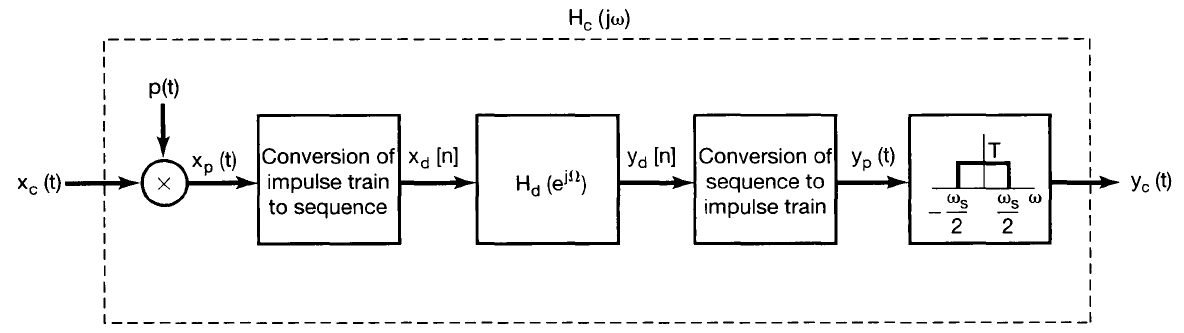 H_c (jω)
p(t)
x_c (t)
×
x_p (t)
Conversion of
impulse train
to sequence
x_d [n]
H_d (e^{jΩ})
y_d [n]
Conversion of
sequence to
impulse train
y_p (t)
T
-ω_s/2
ω_s/2
ω
y_c (t)